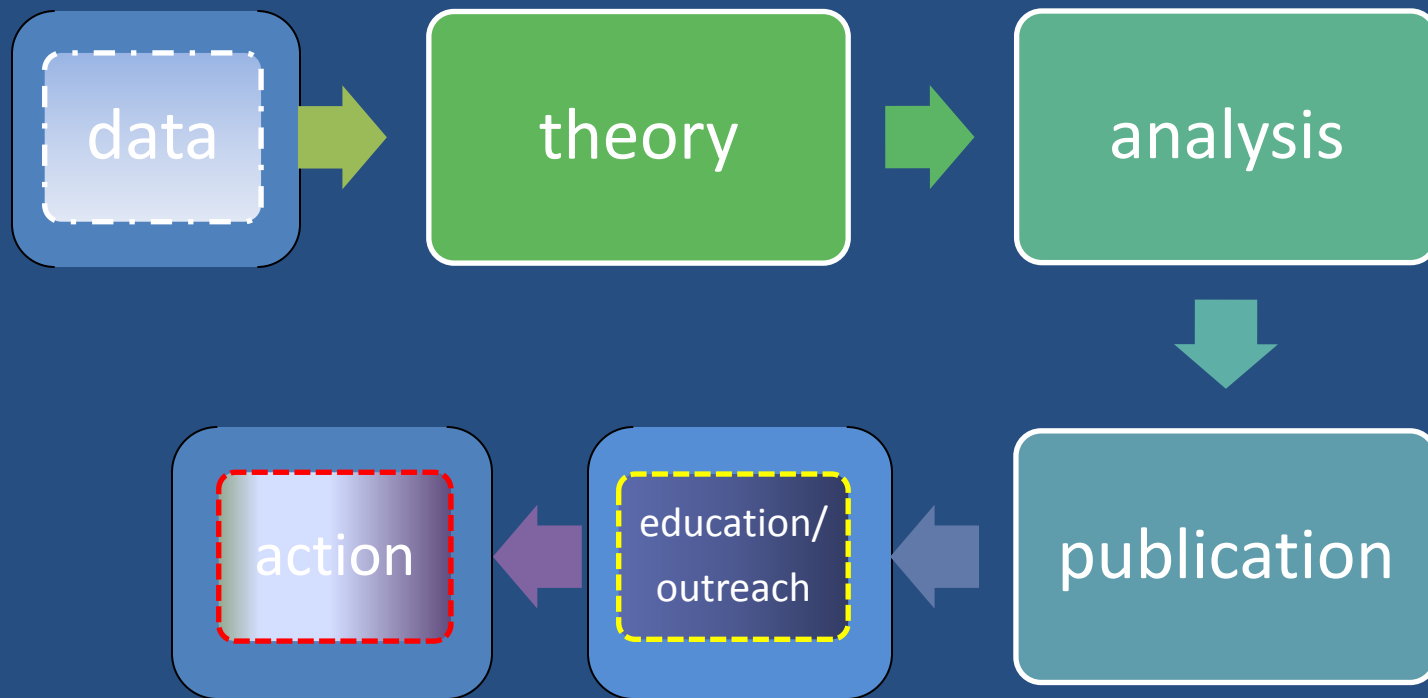 data
theory
analysis
publication
education/
outreach
action